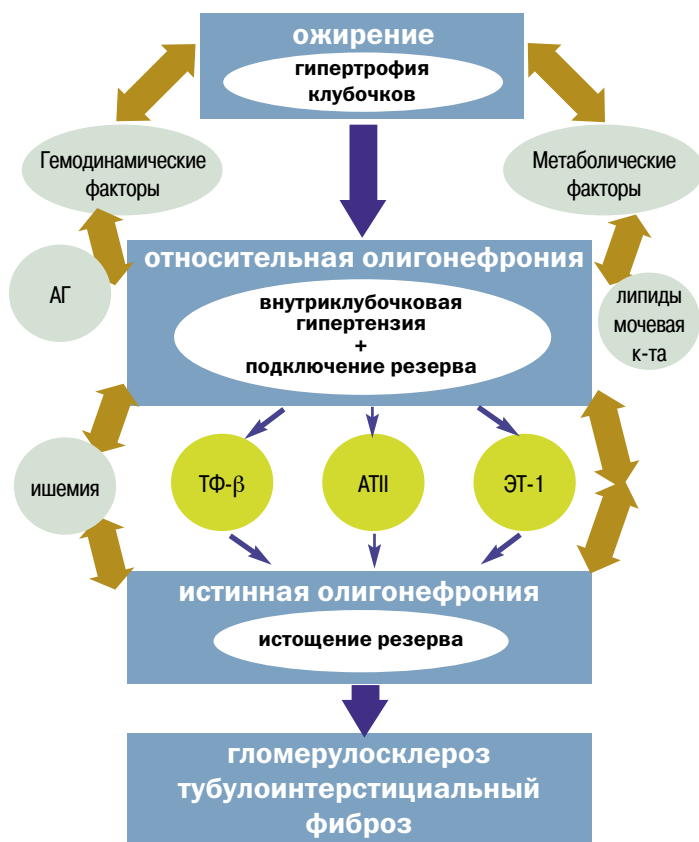 ожирение
гипертрофия
клубочков
Гемодинамические
факторы
Метаболические
факторы
относительная олигонефрония
АГ
внутриклубочковая
гипертензия
+
подключение резерва
липиды
мочевая
к-та
ишемия
ТФ-β
АТІІ
ЭТ-1
истинная олигонефрония
истощение резерва
гломерулосклероз
тубулоинтерстициальный
фиброз